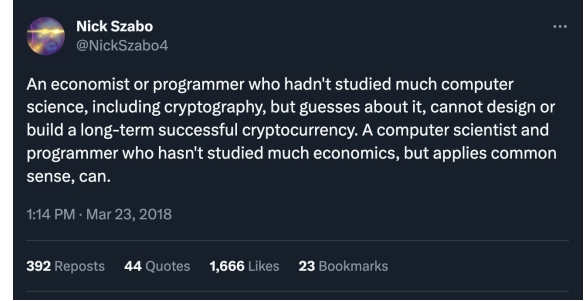 Nick Szabo
@NickSzabo4
An economist or programmer who hadn't studied much computer
science, including cryptography, but guesses about it, cannot design or
build a long-term successful cryptocurrency. A computer scientist and
programmer who hasn't studied much economics, but applies common
sense, can.
1:14 PM · Mar 23, 2018
392 Reposts 44 Quotes 1,666 Likes 23 Bookmarks